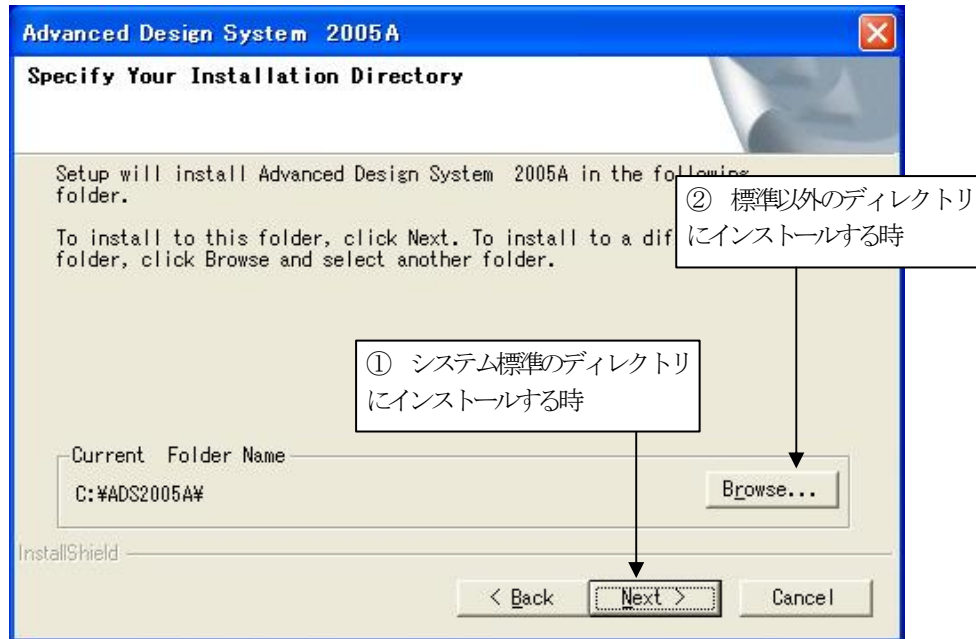 Advanced Design System 2005A
Specify Your Installation Directory
Setup will install Advanced Design System 2005A in the following
folder.
To install to this folder, click Next. To install to a dif
folder, click Browse and select another folder.
② 標準以外のディレクトリ
にインストールする時
① システム標準のディレクトリ
にインストールする時
Current Folder Name
C:¥ADS2005A¥
Browse...
InstallShield
< Back
Next >
Cancel